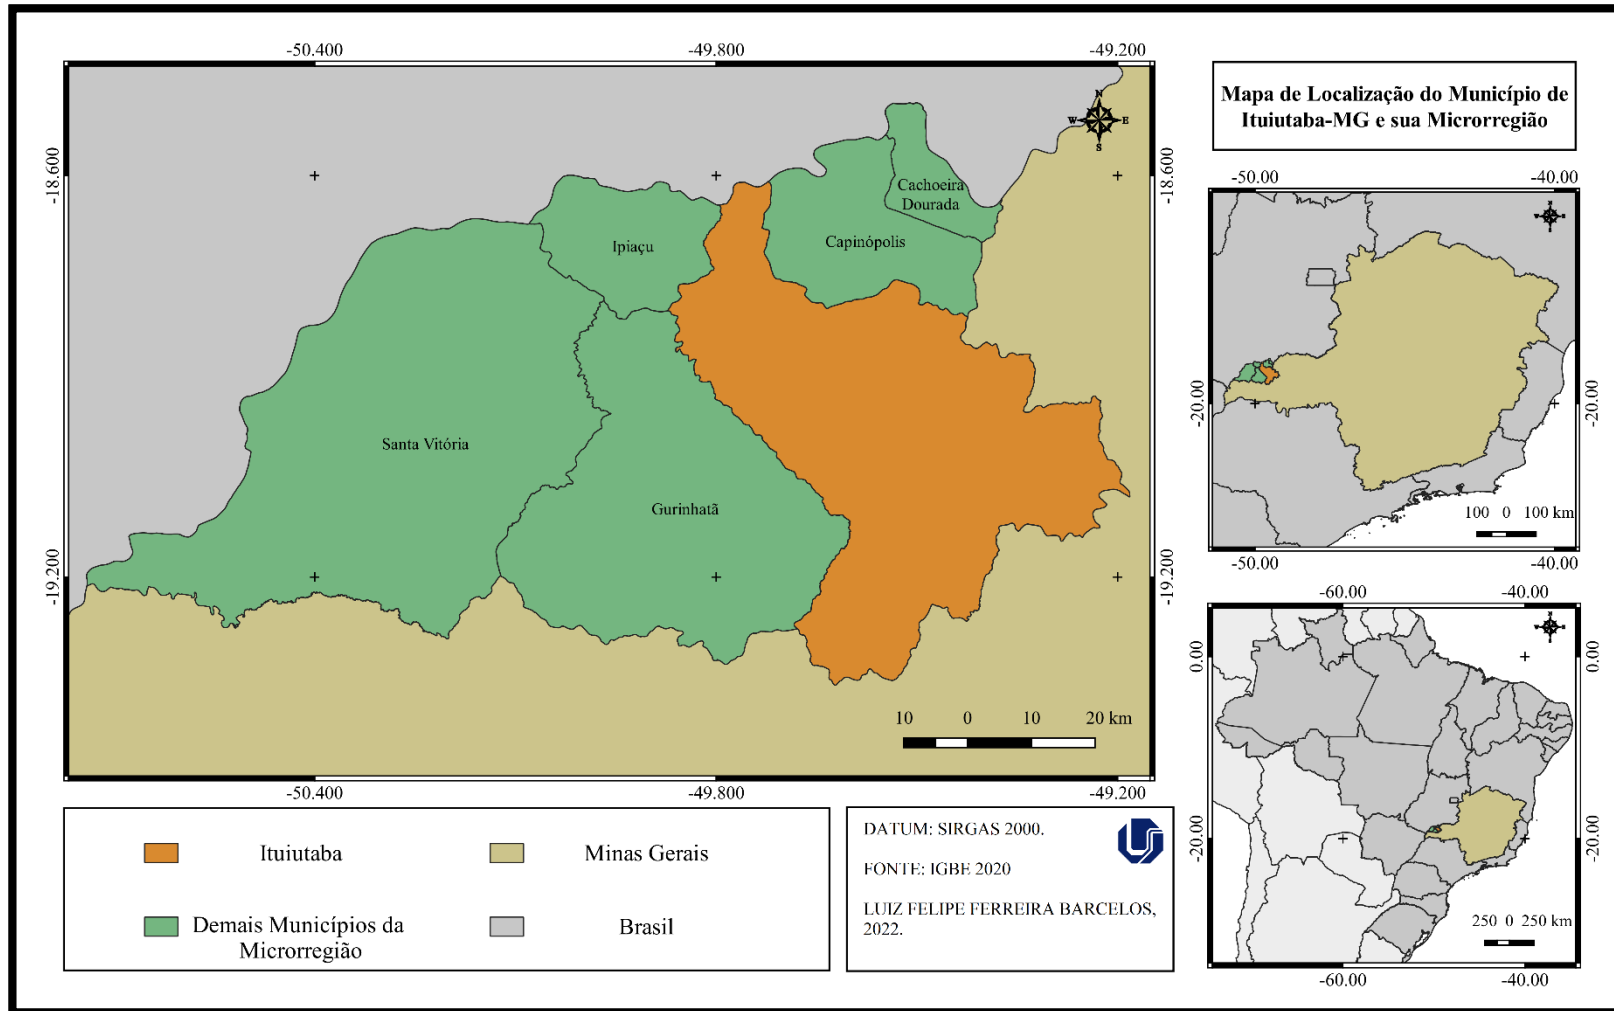 -50.400
-49.800
-49.200
-18.600
-18.600
N
W
E
S
Cachoeira
Dourada
Ipiaçu
Capinópolis
Santa Vitória
Gurinhatã
-19.200
-19.200
10 0 10 20 km
-50.400
-49.800
-49.200
Mapa de Localização do Município de
Ituiutaba-MG e sua Microrregião
-50.00
-40.00
N
W
E
S
-20.00
-20.00
100 0 100 km
-50.00
-40.00
-60.00
-40.00
N
W
E
S
0.00
0.00
-20.00
-20.00
250 0 250 km
-60.00
-40.00
Ituiutaba
Minas Gerais
Demais Municípios da
Microrregião
Brasil
DATUM: SIRGAS 2000.
FONTE: IGBE 2020
LUIZ FELIPE FERREIRA BARCELOS,
2022.